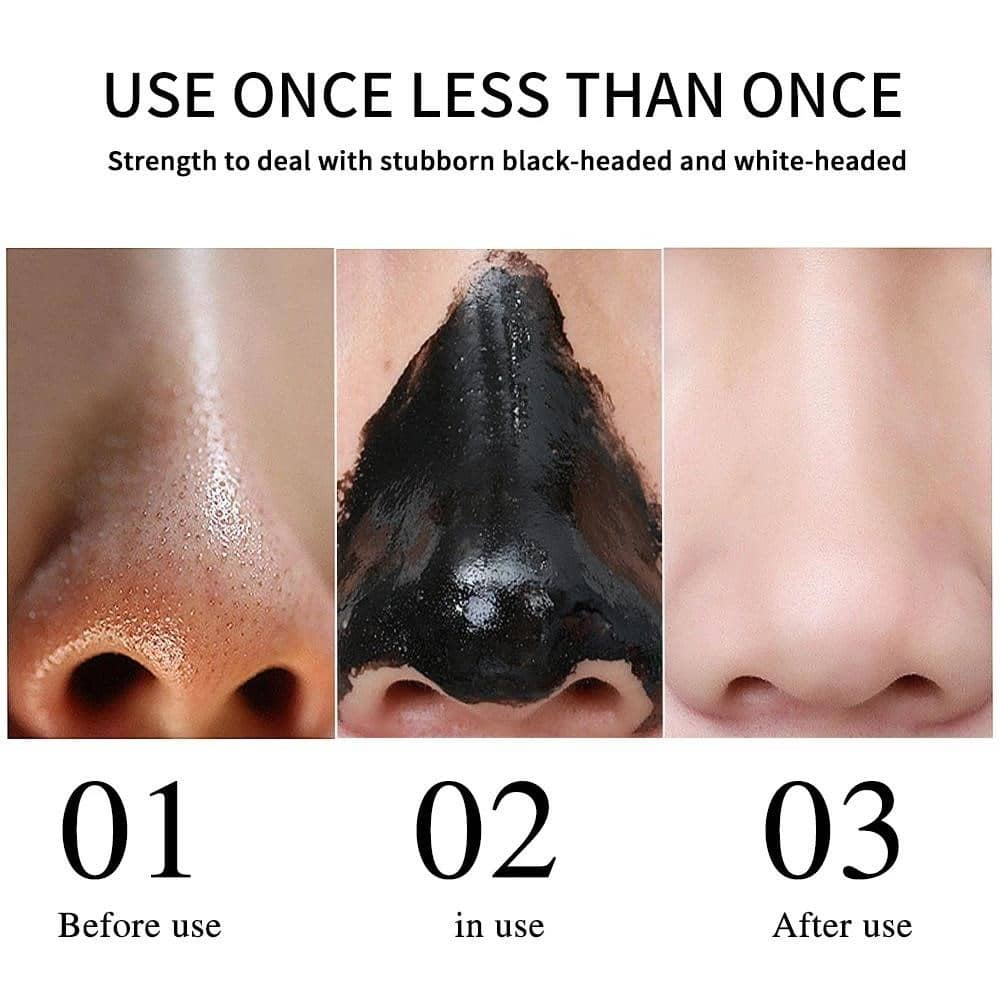 USE ONCE LESS THAN ONCE
Strength to deal with stubborn black-headed and white-headed
01
02
03
Before use
in use
After use